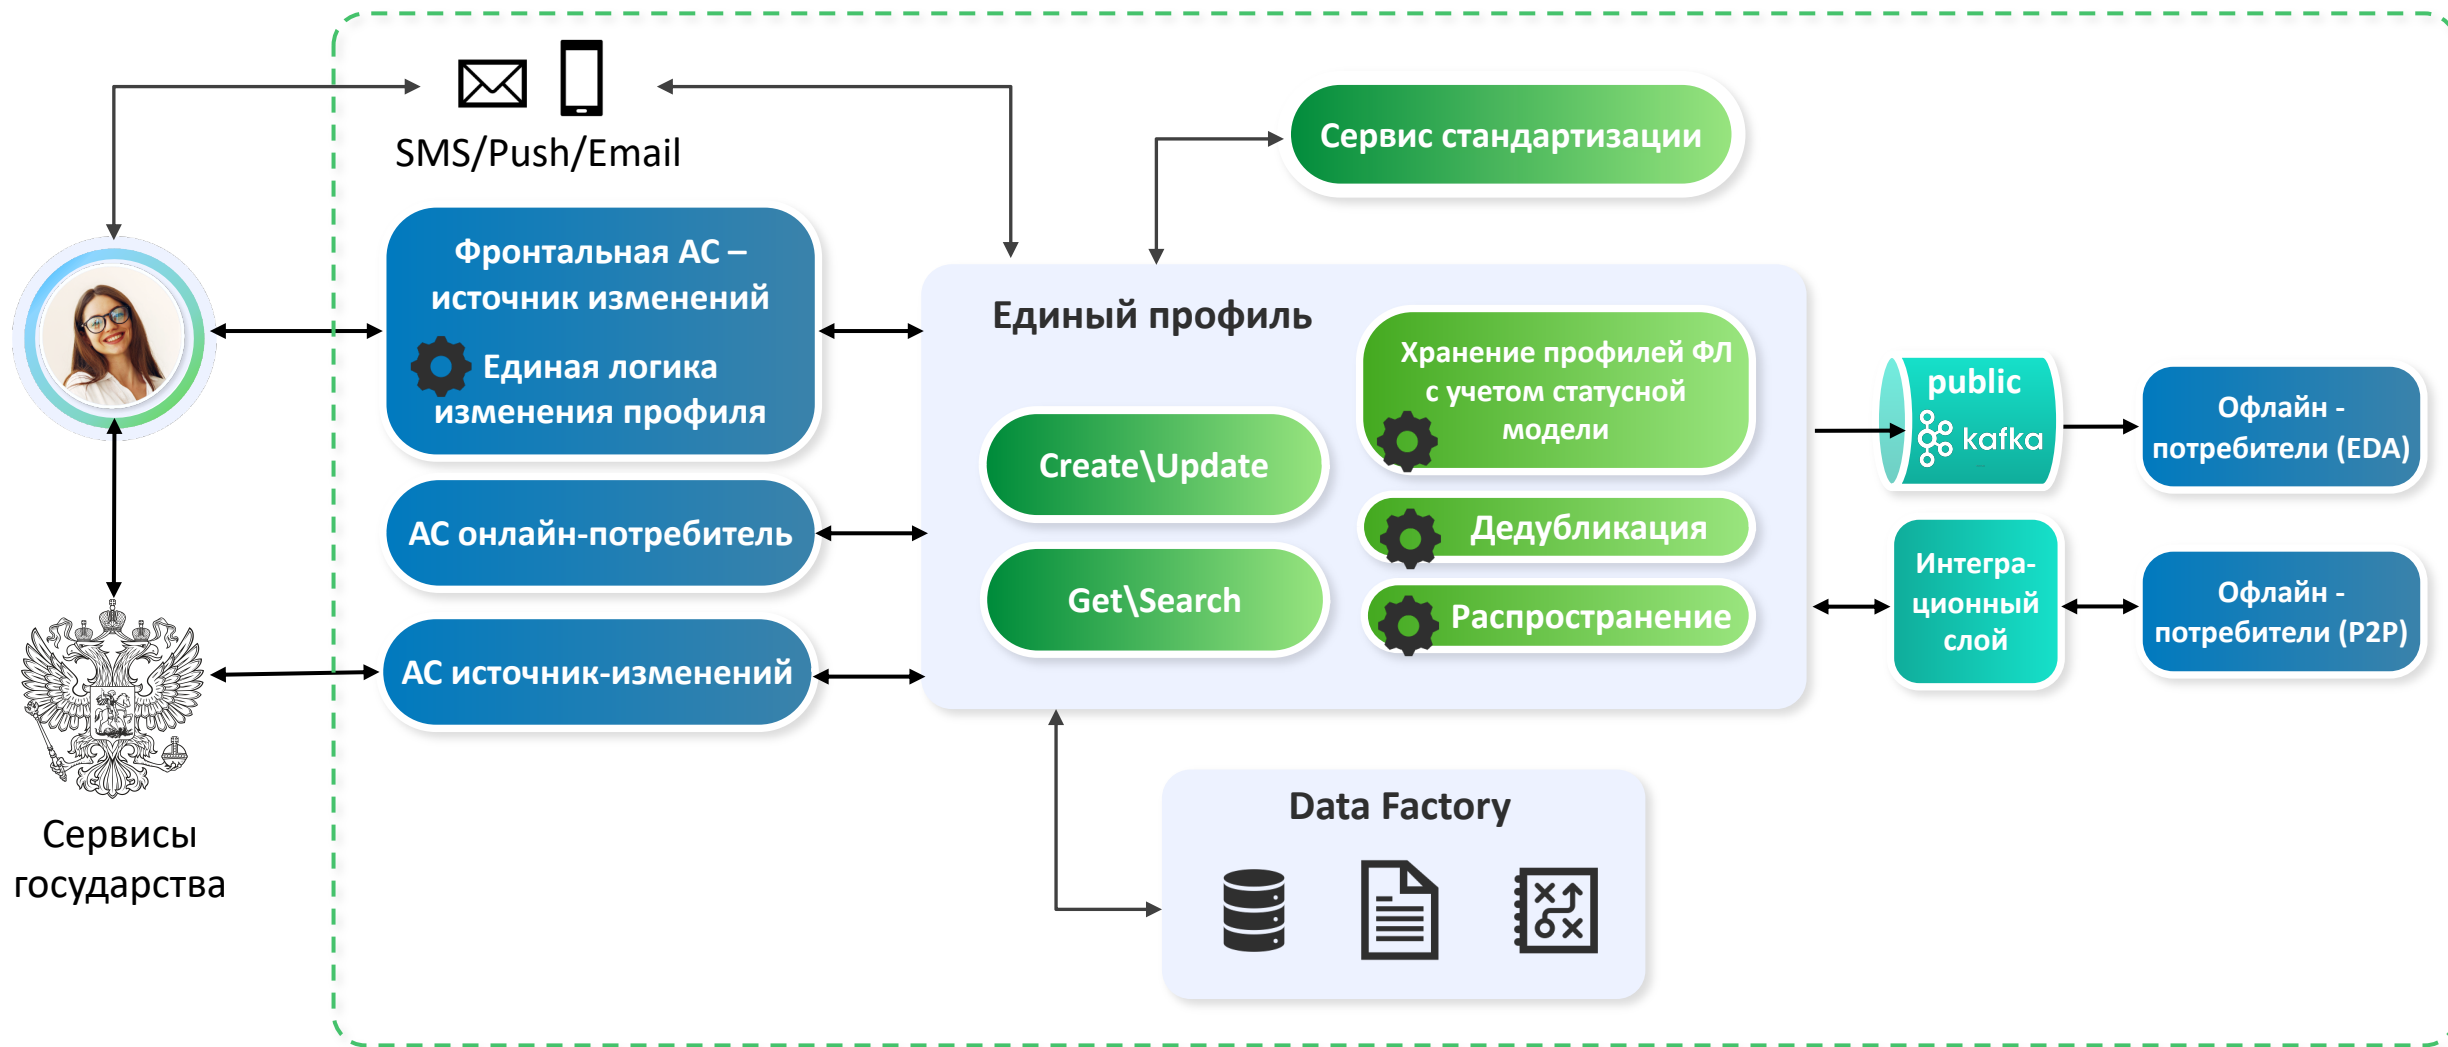 SMS/Push/Email
Сервис стандартизации
Фронтальная АС –
источник изменений
Единая логика
изменения профиля
АС онлайн-потребитель
АС источник-изменений
Сервисы
государства
Единый профиль
Create\Update
Get\Search
Хранение профилей ФЛ
с учетом статусной
модели
Дедубликация
Распространение
public
kafka
Офлайн -
потребители (EDA)
Интегра-
ционный
слой
Офлайн -
потребители (P2P)
Data Factory